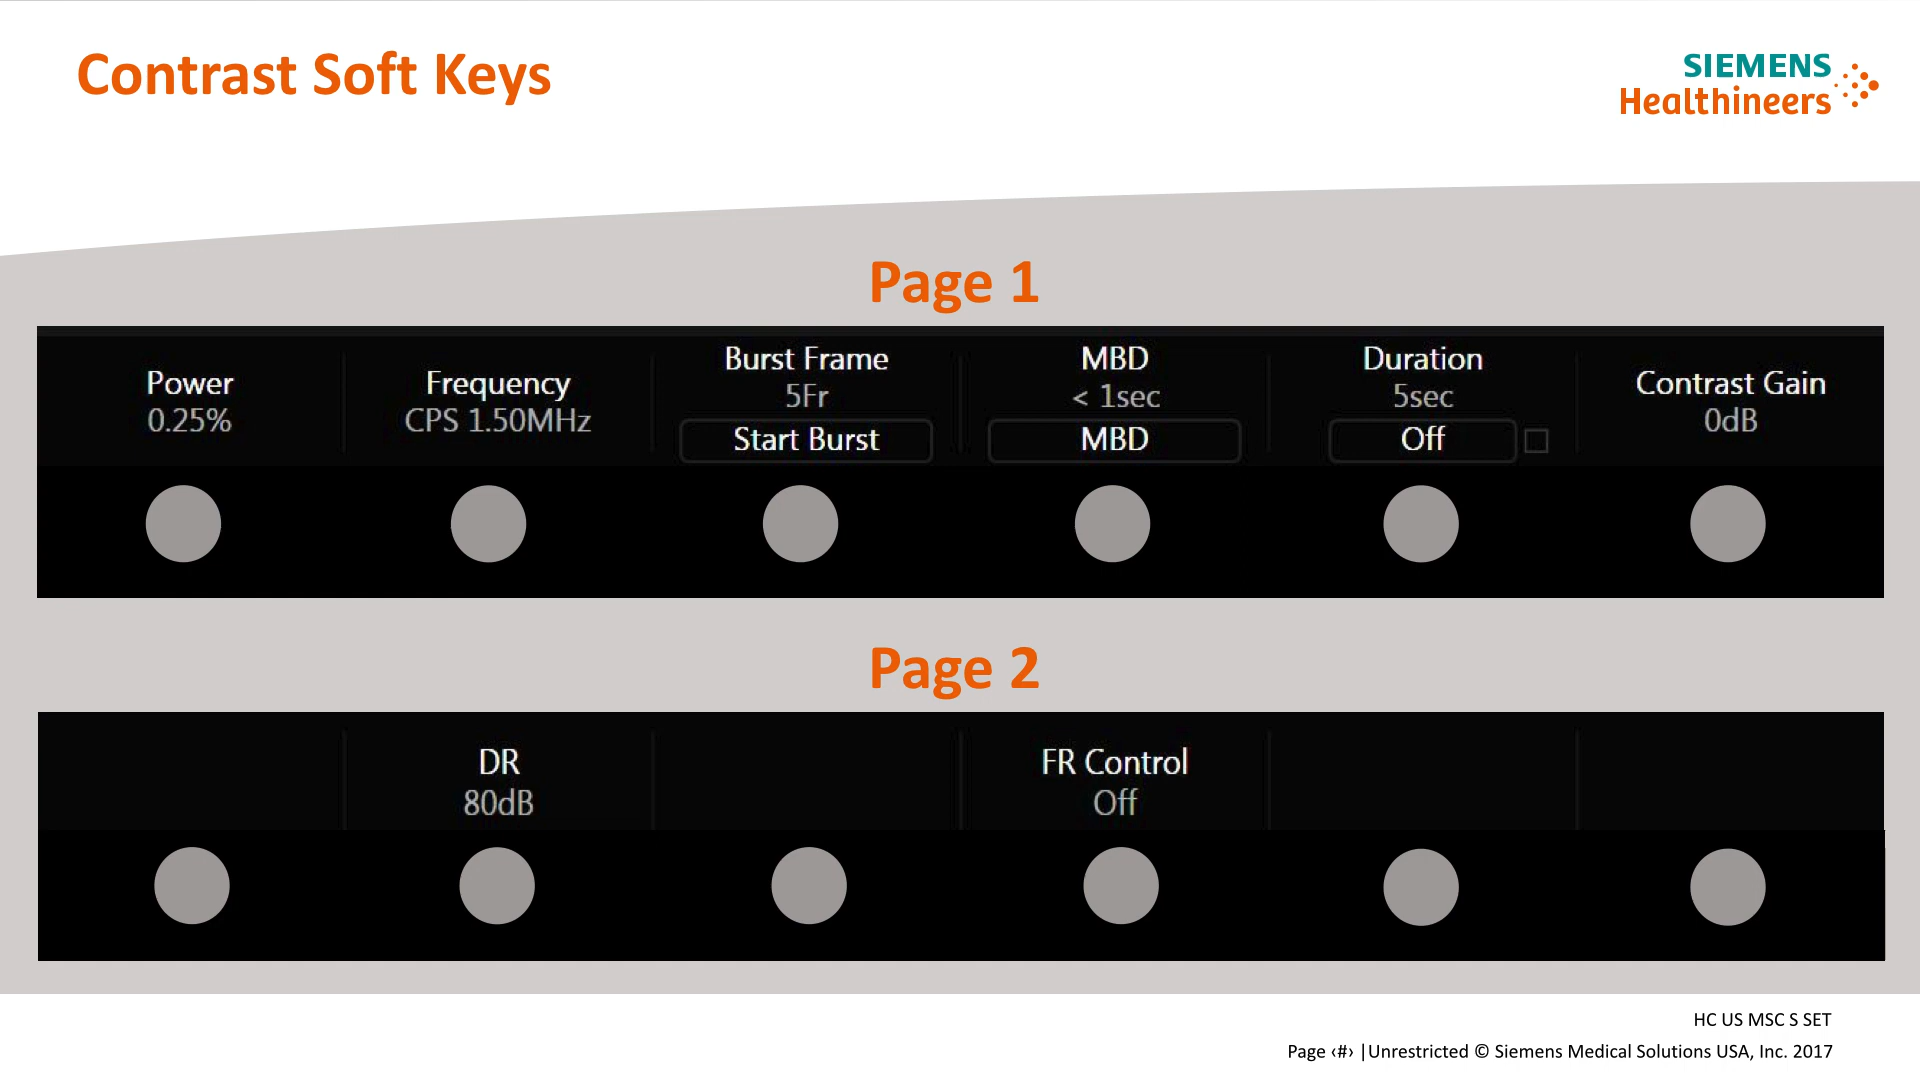 Contrast Soft Keys
SIEMENS
Healthineers
Page 1
Power
0.25%
Frequency
CPS 1.50MHz
Burst Frame
5Fr
Start Burst
MBD
< 1sec
MBD
Duration
5sec
Off
Contrast Gain
0dB
Page 2
DR
80dB
FR Control
Off
HC US MSC S SET
Page ‹#› |Unrestricted © Siemens Medical Solutions USA, Inc. 2017